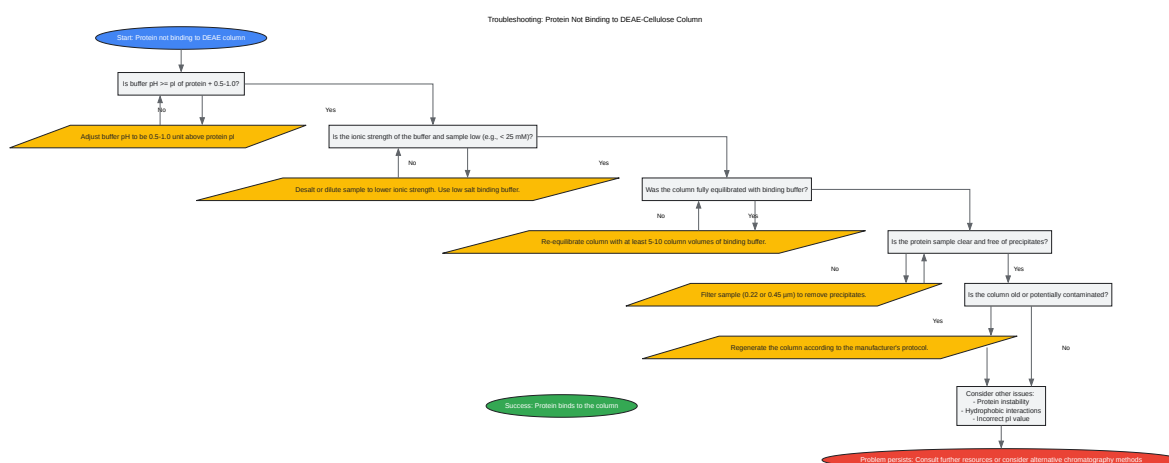 Troubleshooting: Protein Not Binding to DEAE-Cellulose Column
Start: Protein not binding to DEAE column
Is buffer pH >= pI of protein + 0.5-1.0?
No
Yes
Adjust buffer pH to be 0.5-1.0 unit above protein pI
Is the ionic strength of the buffer and sample low (e.g., < 25 mM)?
No
Yes
Desalt or dilute sample to lower ionic strength. Use low salt binding buffer.
Was the column fully equilibrated with binding buffer?
No
Yes
Re-equilibrate column with at least 5-10 column volumes of binding buffer.
Is the protein sample clear and free of precipitates?
No
Yes
Filter sample (0.22 or 0.45 μm) to remove precipitates.
Is the column old or potentially contaminated?
Yes
No
Regenerate the column according to the manufacturer's protocol.
Consider other issues:
- Protein instability
- Hydrophobic interactions
- Incorrect pI value
Success: Protein binds to the column
Problem persists: Consult further resources or consider alternative chromatography methods